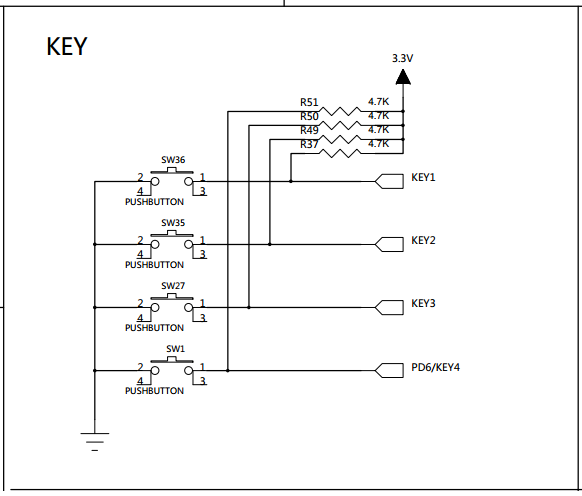 KEY
3.3V
R51 4.7K
R50 4.7K
R49 4.7K
R37 4.7K
SW36
2 1
4 3
PUSHBUTTON
KEY1
SW35
2 1
4 3
PUSHBUTTON
KEY2
SW27
2 1
4 3
PUSHBUTTON
KEY3
SW1
2 1
4 3
PUSHBUTTON
PD6/KEY4